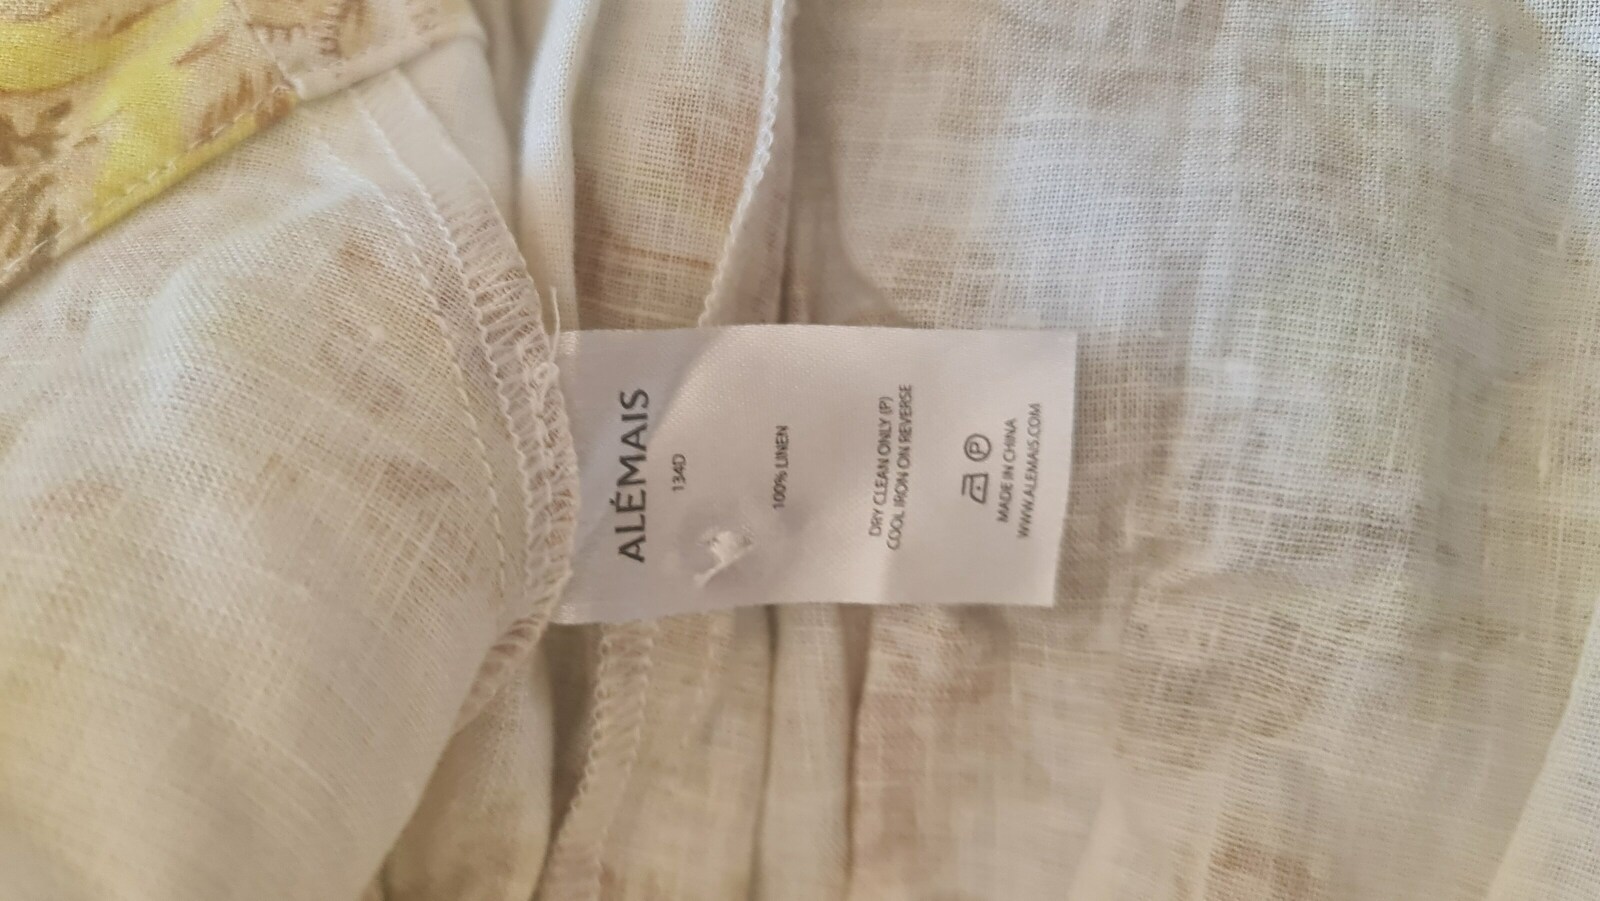 ALÉMAIS
134D
100% LINEN
DRY CLEAN ONLY (P)
COOL IRON ON REVERSE
P
MADE IN CHINA
WWW.ALEMAIS.COM